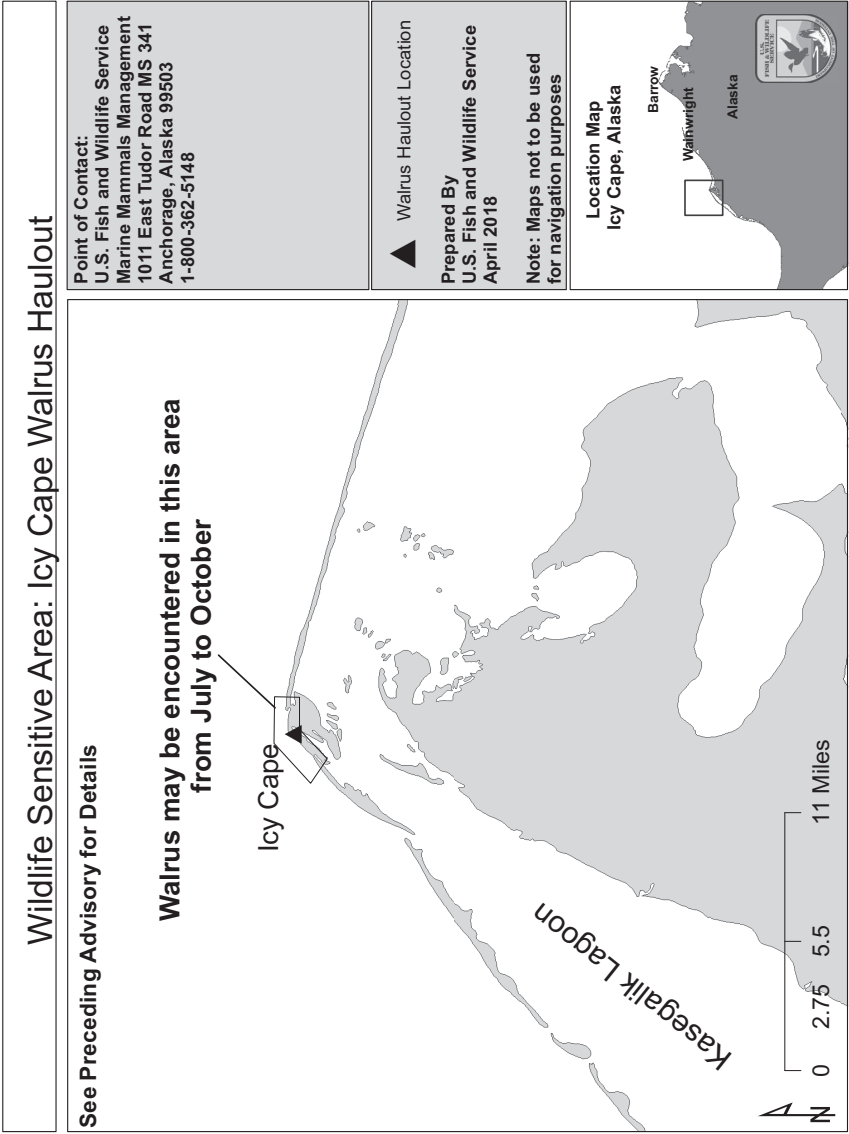 Wildlife Sensitive Area: Icy Cape Walrus Haulout
See Preceding Advisory for Details
Walrus may be encountered in this area
from July to October
Icy Cape
Kasegalik Lagoon
N
0 2.75 5.5 11 Miles
Point of Contact:
U.S. Fish and Wildlife Service
Marine Mammals Management
1011 East Tudor Road MS 341
Anchorage, Alaska 99503
1-800-362-5148
Walrus Haulout Location
Prepared By
U.S. Fish and Wildlife Service
April 2018
Note: Maps not to be used
for navigation purposes
Location Map
Icy Cape, Alaska
Barrow
Wainwright
Alaska
U.S.
FISH & WILDLIFE
SERVICE